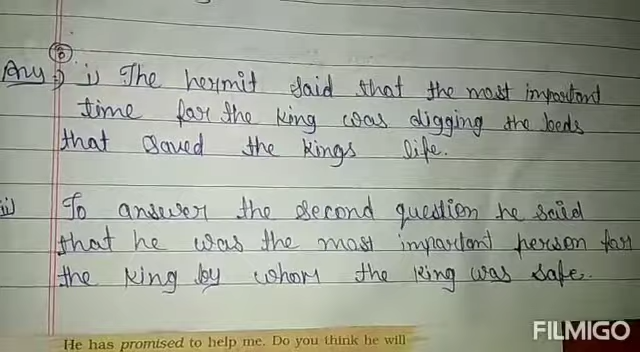 6
Ans :) i) The hermit said that the most important
time for the king was digging the beds
that saved the kings life.
ii) To answer the second question he said
that he was the most important person for
the king by whom the king was safe.
He has promised to help me. Do you think he will
FILMIGO